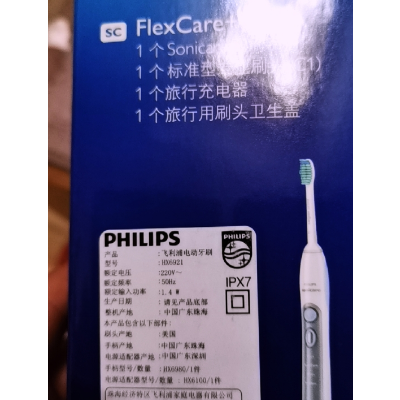 SC FlexCare+
1 个 Sonica
1 个 标准型 刷头 1)
1 个 旅行充电器
1 个 旅行用刷头卫生盖
PHILIPS
产品 : 飞利浦电动牙刷
型号 : HX6921
额定电压 : 220V~
额定频率 : 50Hz
额定输入功率 : 1.4 W
生产日期 : 请见产品底部
整机产地 : 中国广东珠海
本产品包含以下部件
刷头产地 : 美国
手柄产地 : 中国广东珠海
电源适配器产地 : 中国广东深圳
手柄型号/数量 : HX6980/1件
电源适配器型号/数量 : HX6100/1件
珠海经济特区飞利浦家庭电器有限公司
PHILIPS
IPX7